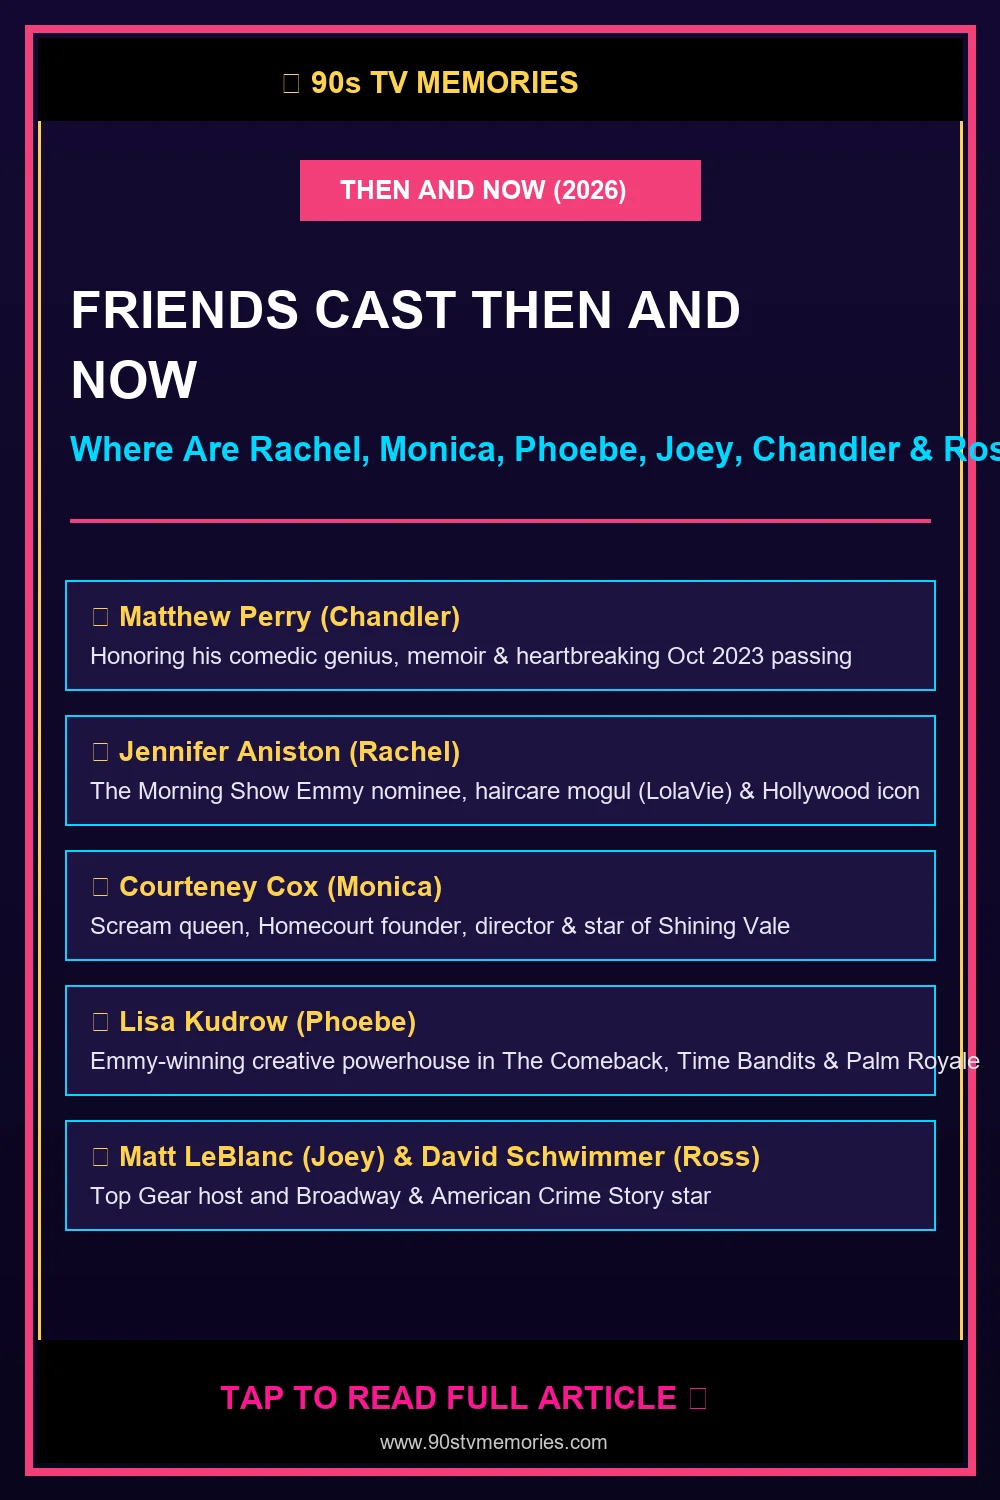 90s TV MEMORIES
THEN AND NOW (2026)
FRIENDS CAST THEN AND
NOW
Where Are Rachel, Monica, Phoebe, Joey, Chandler & Ros
Matthew Perry (Chandler)
Honoring his comedic genius, memoir & heartbreaking Oct 2023 passing
Jennifer Aniston (Rachel)
The Morning Show Emmy nominee, haircare mogul (LolaVie) & Hollywood icon
Courteney Cox (Monica)
Scream queen, Homecourt founder, director & star of Shining Vale
Lisa Kudrow (Phoebe)
Emmy-winning creative powerhouse in The Comeback, Time Bandits & Palm Royale
Matt LeBlanc (Joey) & David Schwimmer (Ross)
Top Gear host and Broadway & American Crime Story star
TAP TO READ FULL ARTICLE
www.90stvmemories.com